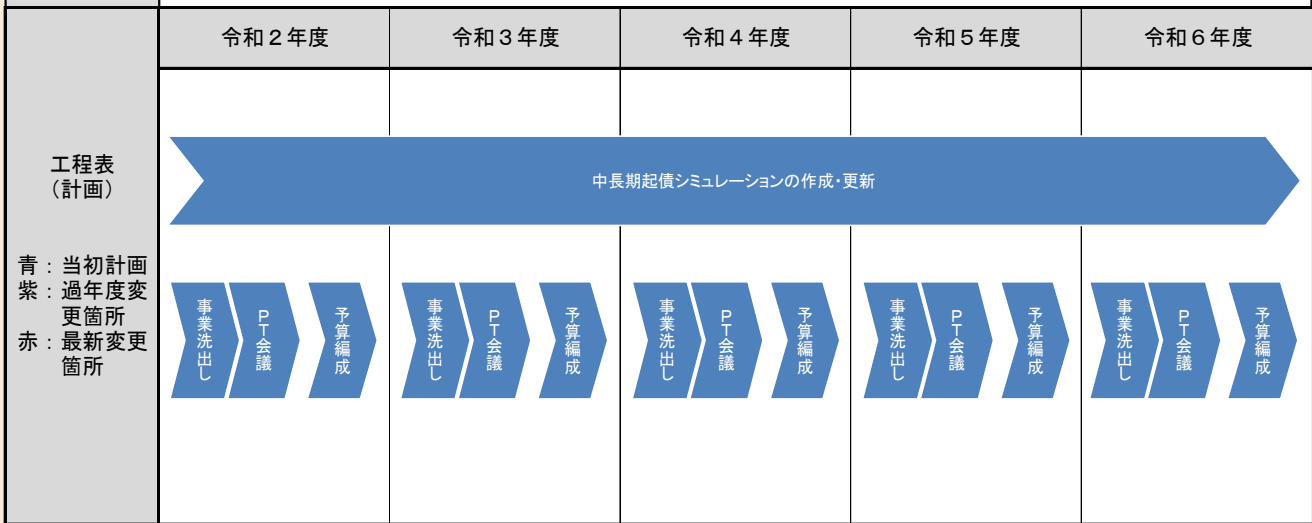 令和２年度
令和３年度
令和４年度
令和５年度
令和６年度
工程表
（計画）
青：当初計画
紫：過年度変
更箇所
赤：最新変更
箇所
中長期起債シミュレーションの作成・更新
事業洗出し
ＰＴ会議
予算編成
事業洗出し
ＰＴ会議
予算編成
事業洗出し
ＰＴ会議
予算編成
事業洗出し
ＰＴ会議
予算編成
事業洗出し
ＰＴ会議
予算編成